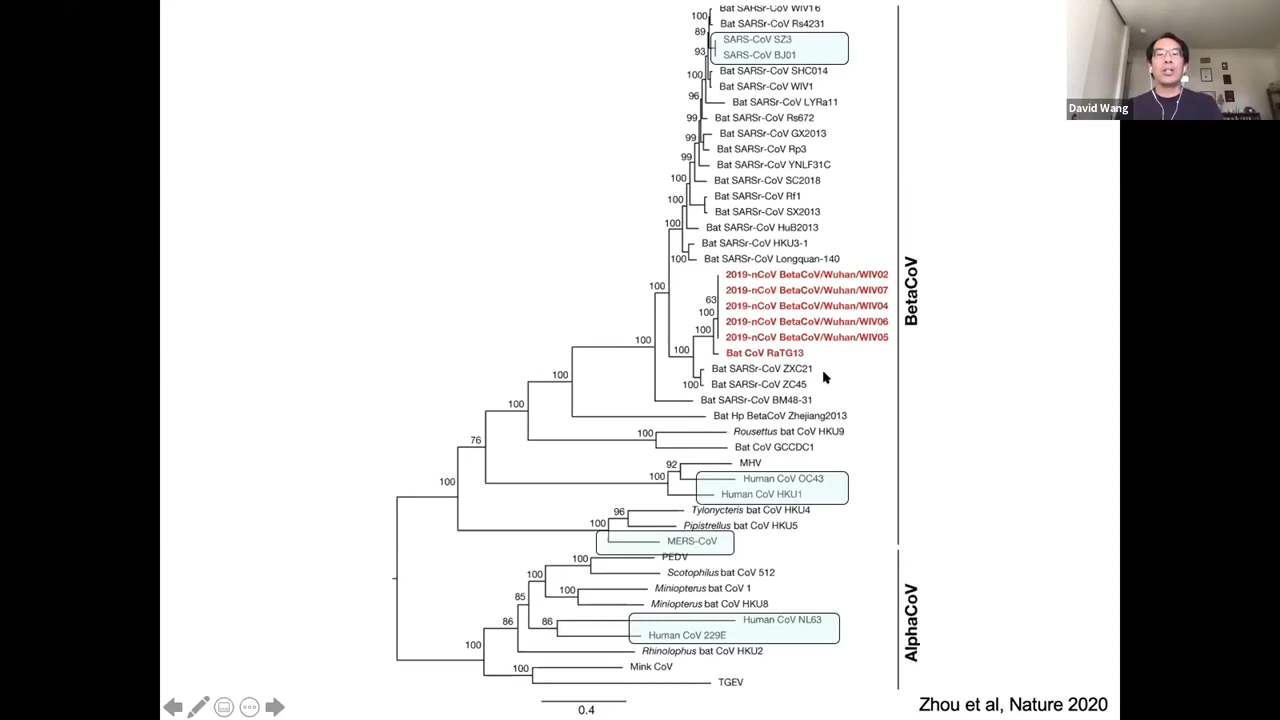 Bat SARSr-CoV WIV16
100
Bat SARSr-CoV Rs4231
89
SARS-CoV SZ3
93
SARS-CoV BJ01
100
Bat SARSr-CoV SHC014
Bat SARSr-CoV WIV1
96
Bat SARSr-CoV LYRa11
99
Bat SARSr-CoV Rs672
99
Bat SARSr-CoV GX2013
Bat SARSr-CoV Rp3
99
Bat SARSr-CoV YNLF31C
100
Bat SARSr-CoV SC2018
100
Bat SARSr-CoV Rf1
Bat SARSr-CoV SX2013
100
Bat SARSr-CoV HuB2013
Bat SARSr-CoV HKU3-1
100
Bat SARSr-CoV Longquan-140
2019-nCoV BetaCoV/Wuhan/WIV02
100
2019-nCoV BetaCoV/Wuhan/WIV07
63
2019-nCoV BetaCoV/Wuhan/WIV04
100
2019-nCoV BetaCoV/Wuhan/WIV06
100
2019-nCoV BetaCoV/Wuhan/WIV05
100
100
Bat CoV RaTG13
Bat SARSr-CoV ZXC21
100
Bat SARSr-CoV ZC45
100
Bat SARSr-CoV BM48-31
100
Bat Hp BetaCoV Zhejiang2013
100
Rousettus bat CoV HKU9
76
Bat CoV GCCDC1
92
MHV
100
Human CoV OC43
100
Human CoV HKU1
96
Tylonycteris bat CoV HKU4
100
Pipistrellus bat CoV HKU5
MERS-CoV
100
PEDV
100
Scotophilus bat CoV 512
100
Miniopterus bat CoV 1
85
Miniopterus bat CoV HKU8
86
86
Human CoV NL63
Human CoV 229E
100
Rhinolophus bat CoV HKU2
100
Mink CoV
TGEV
0.4
BetaCoV
AlphaCoV
Zhou et al, Nature 2020
David Wang